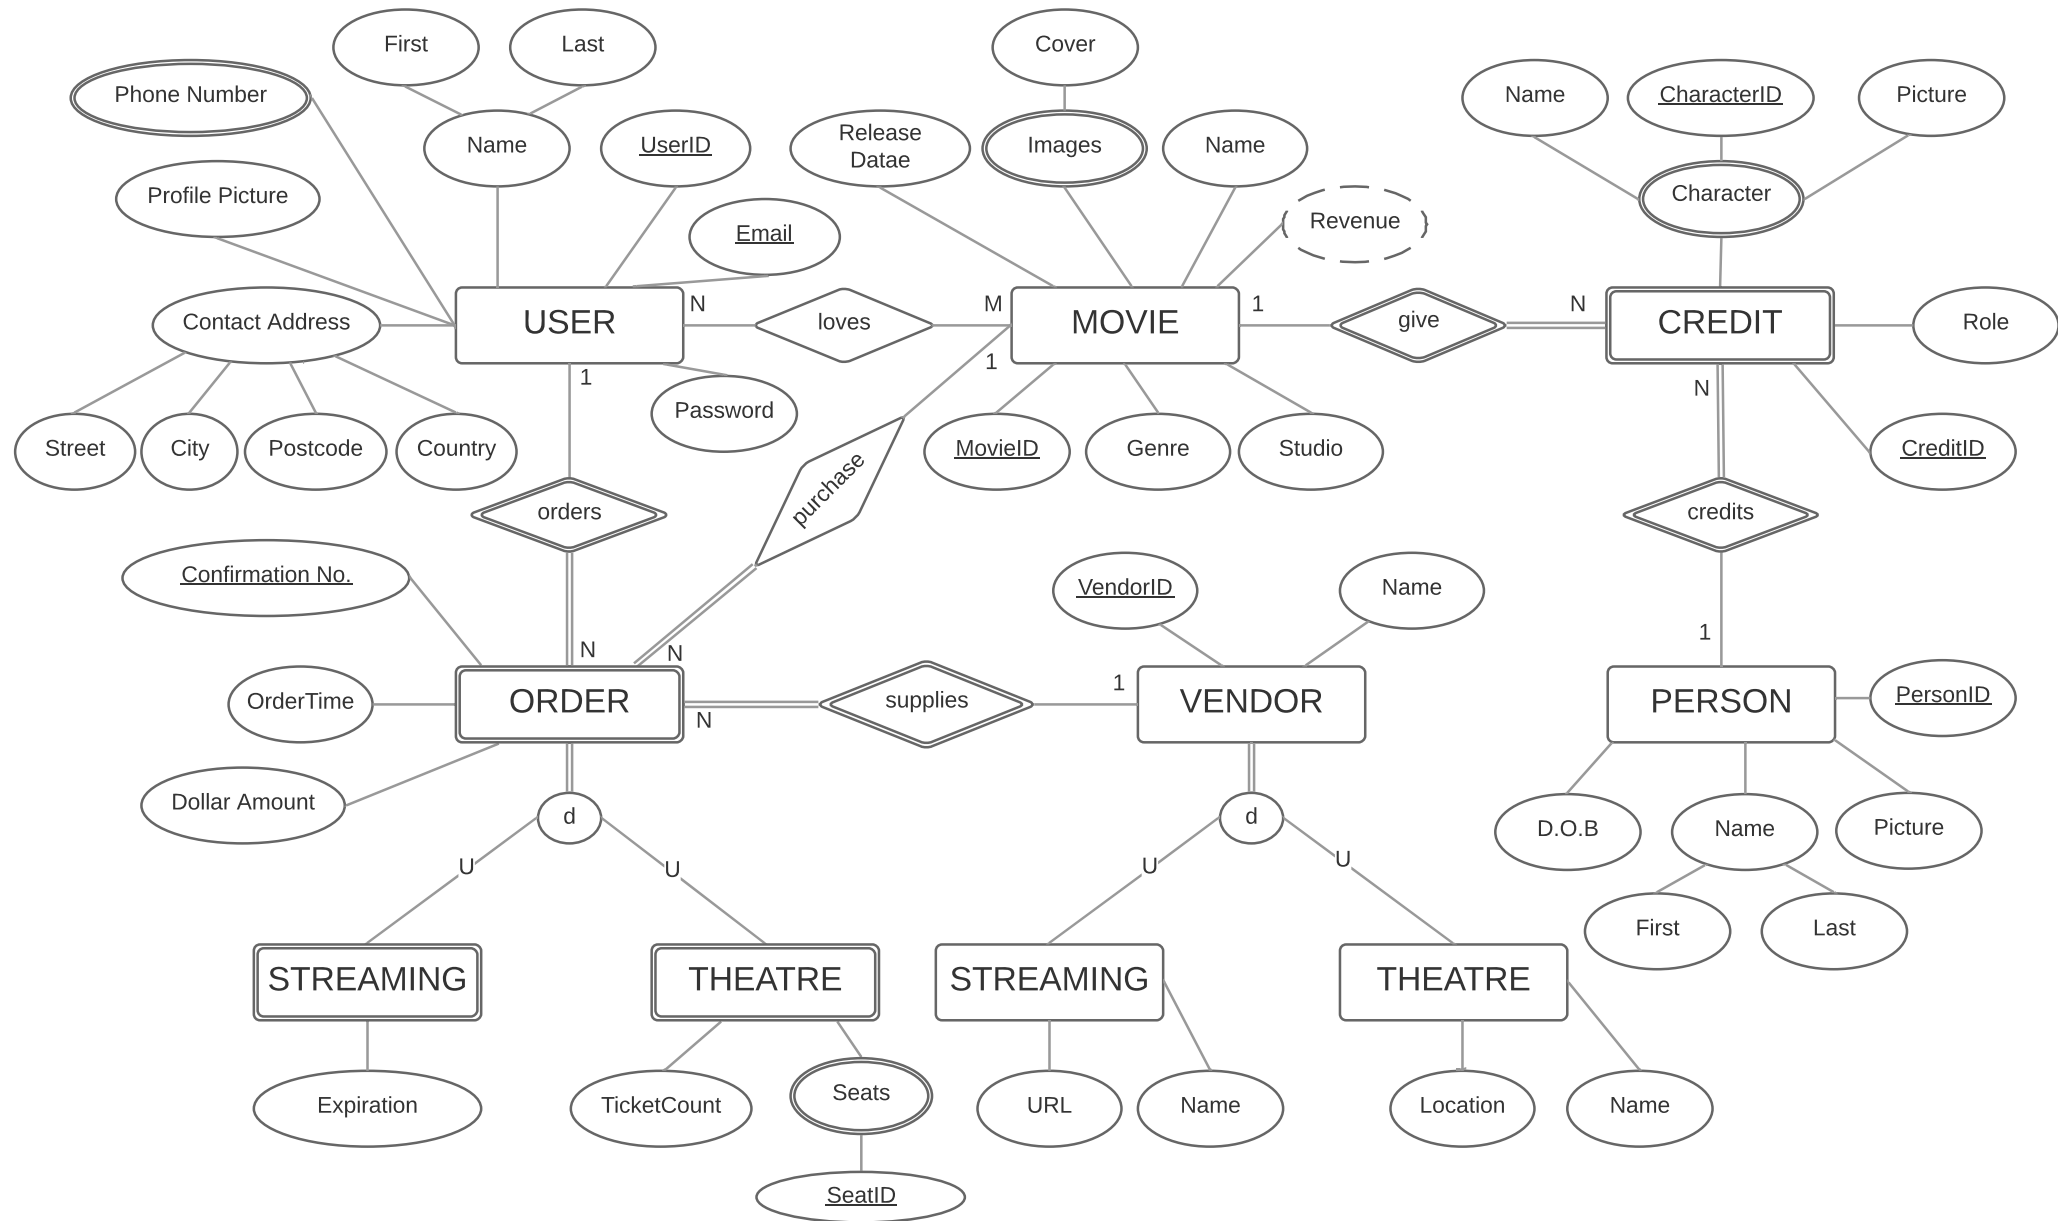 First
Last
Cover
Phone Number
Name
CharacterID
Picture
Name
UserID
Release
Datae
Images
Name
Profile Picture
Character
Email
Revenue
Contact Address
USER
N
loves
M
MOVIE
1
give
N
CREDIT
Role
1
1
N
Password
Street
City
Postcode
Country
MovieID
Genre
Studio
CreditID
purchase
orders
credits
Confirmation No.
VendorID
Name
N
N
1
OrderTime
ORDER
N
supplies
1
VENDOR
PERSON
PersonID
Dollar Amount
d
d
D.O.B
Name
Picture
U
U
U
U
First
Last
STREAMING
THEATRE
STREAMING
THEATRE
Expiration
TicketCount
Seats
URL
Name
Location
Name
SeatID